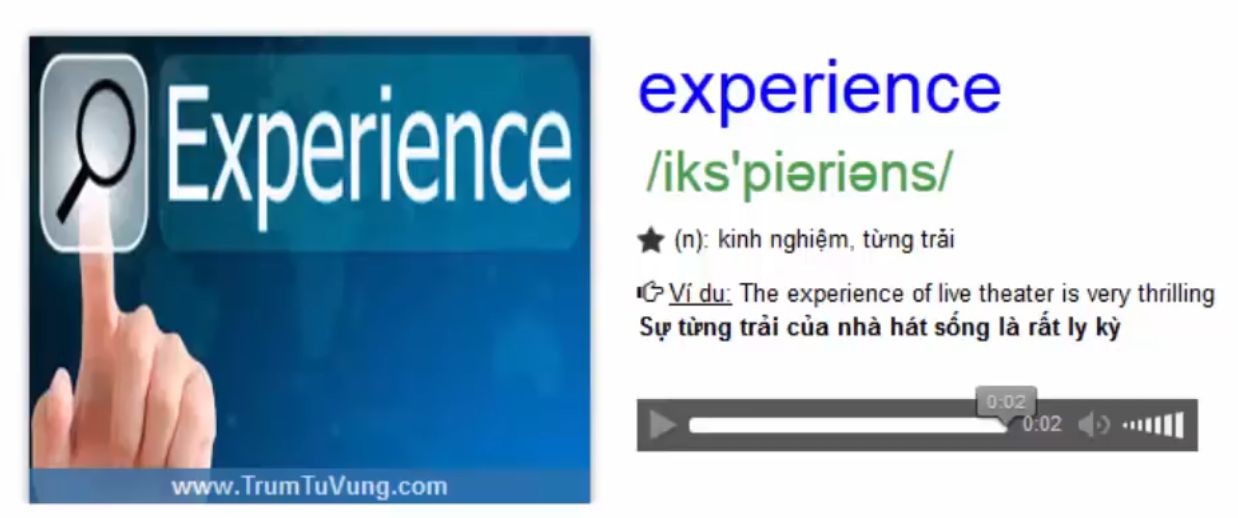 Experience
www.TrumTuVung.com
experience
/iks'piəriəns/
(n): kinh nghiệm, từng trải
Ví dụ: The experience of live theater is very thrilling
Sự từng trải của nhà hát sống là rất ly kỳ
0:02
0:02